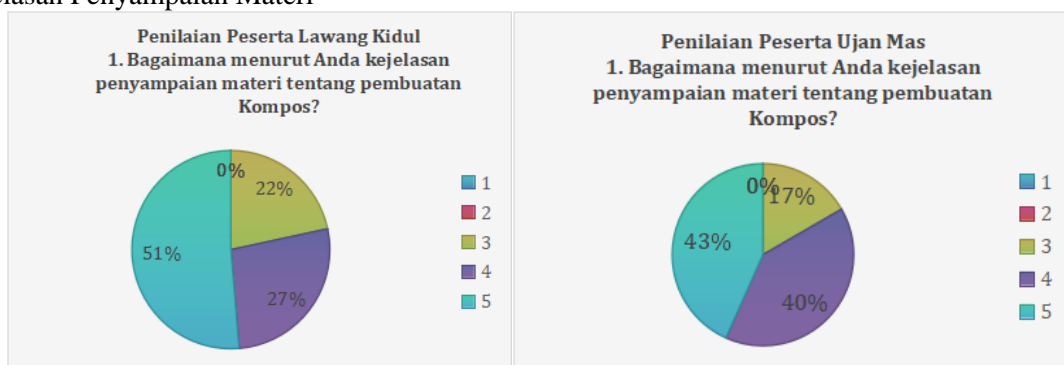 Penyampaian Materi
Penilaian Peserta Lawang Kidul
1. Bagaimana menurut Anda kejelasan
penyampaian materi tentang pembuatan
Kompos?
0%
22%
51%
27%
1
2
3
4
5
Penilaian Peserta Ujan Mas
1. Bagaimana menurut Anda kejelasan
penyampaian materi tentang pembuatan
Kompos?
0%
17%
43%
40%
1
2
3
4
5